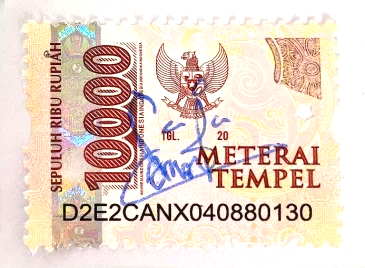 SEPULUH RIBU RUPIAH
10000
TGL. 20
METERAI
TEMPEL
D2E2CANX040880130